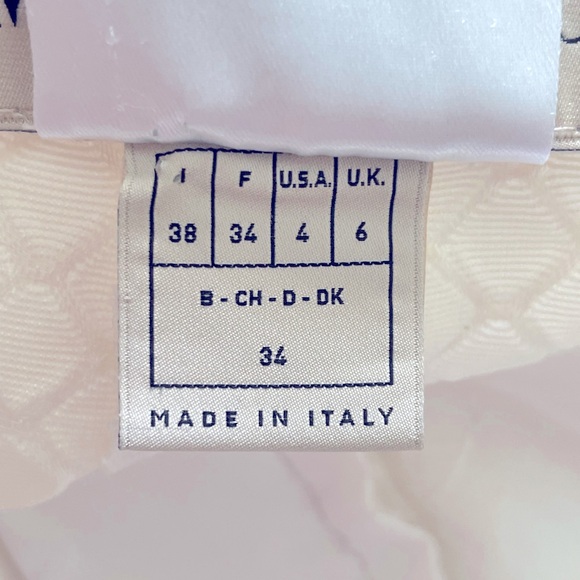 I F U.S.A. U.K.
38 34 4 6
B - CH - D - DK
34
MADE IN ITALY